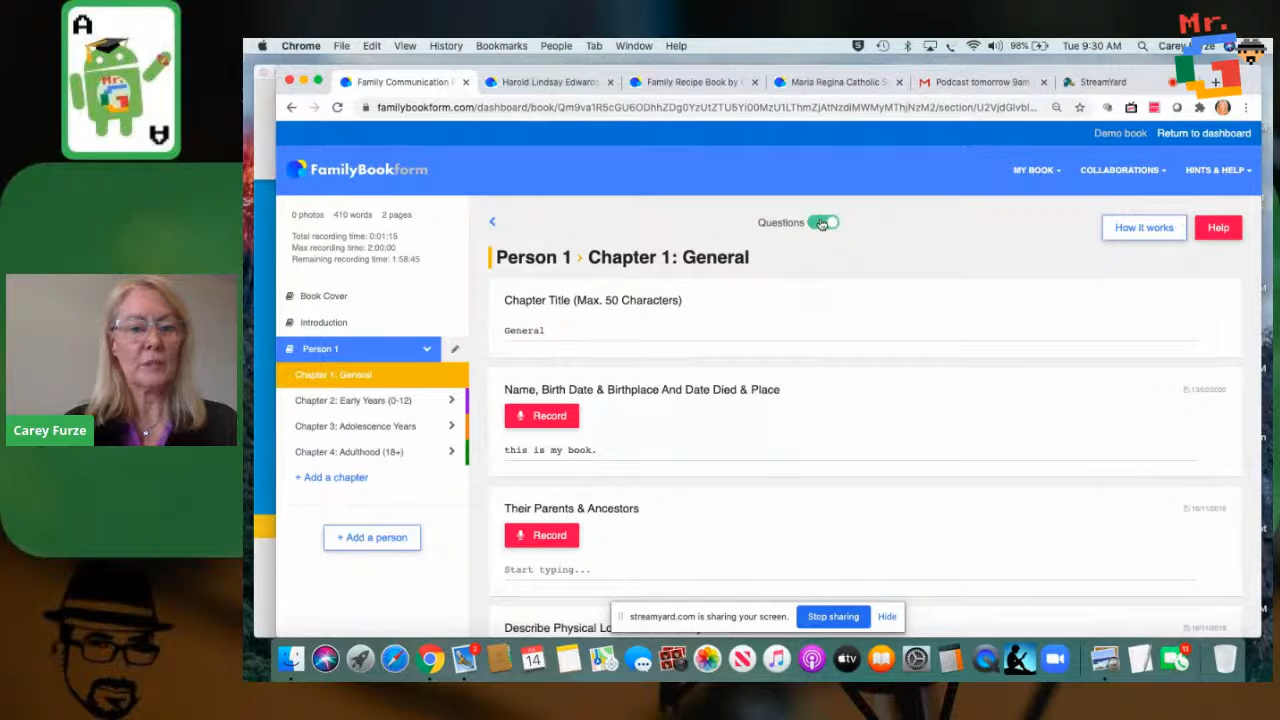 A
Mr.
G
A
Mr.
G
Chrome File Edit View History Bookmarks People Tab Window Help
98%
Tue 9:30 AM
Carey Furze
Family Communication
Harold Lindsay Edwards
Family Recipe Book by
Maria Regina Catholic S
Podcast tomorrow 9am
StreamYard
Demo book Return to dashboard
FamilyBookform
MY BOOK COLLABORATIONS HINTS & HELP
0 photos 410 words 2 pages
Total recording time: 0:01:15
Max recording time: 2:00:00
Remaining recording time: 1:58:45
Questions
How it works
Help
Person 1 › Chapter 1: General
Book Cover
Introduction
Person 1
Chapter 1: General
Chapter 2: Early Years (0-12)
Chapter 3: Adolescence Years
Chapter 4: Adulthood (18+)
+ Add a chapter
+ Add a person
Chapter Title (Max. 50 Characters)
General
Name, Birth Date & Birthplace And Date Died & Place
Record
this is my book.
Their Parents & Ancestors
Record
Start typing...
streamyard.com is sharing your screen.
Stop sharing
Hide
Carey Furze
14
tv